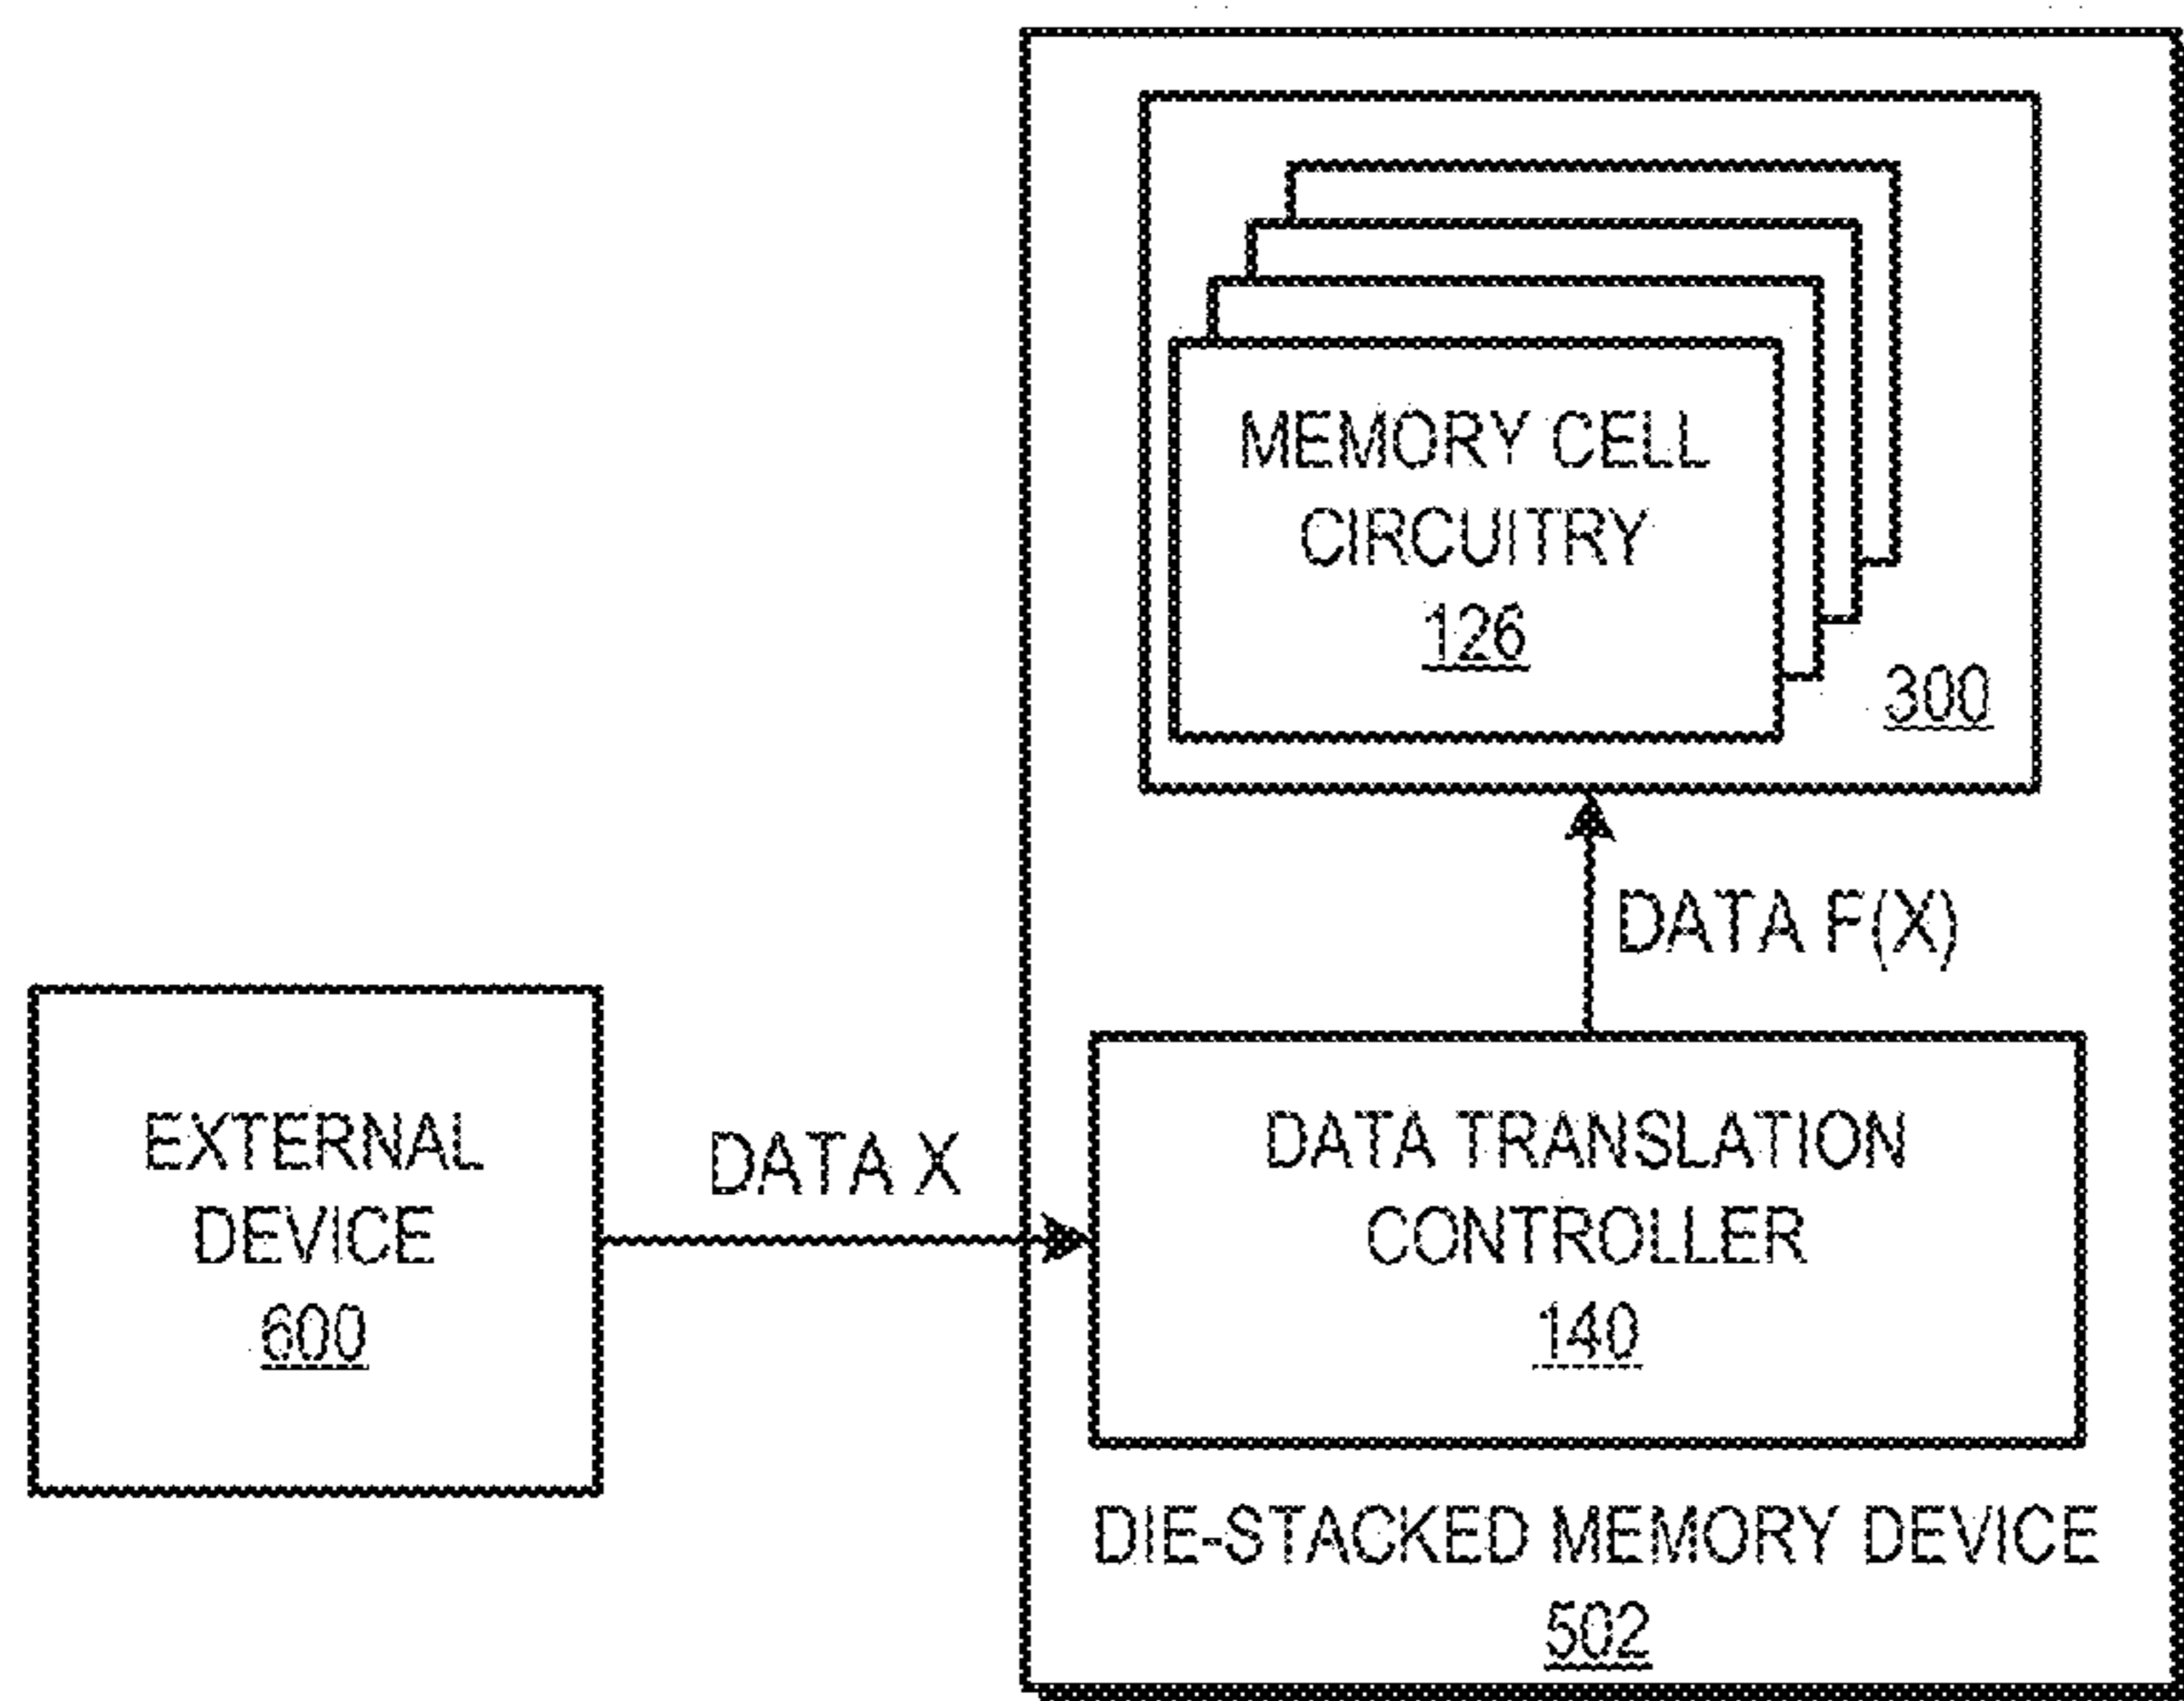 MEMORY CELL
CIRCUITRY
126
300
DATA F(X)
EXTERNAL
DEVICE
600
DATA X
DATA TRANSLATION
CONTROLLER
140
DIE-STACKED MEMORY DEVICE
502